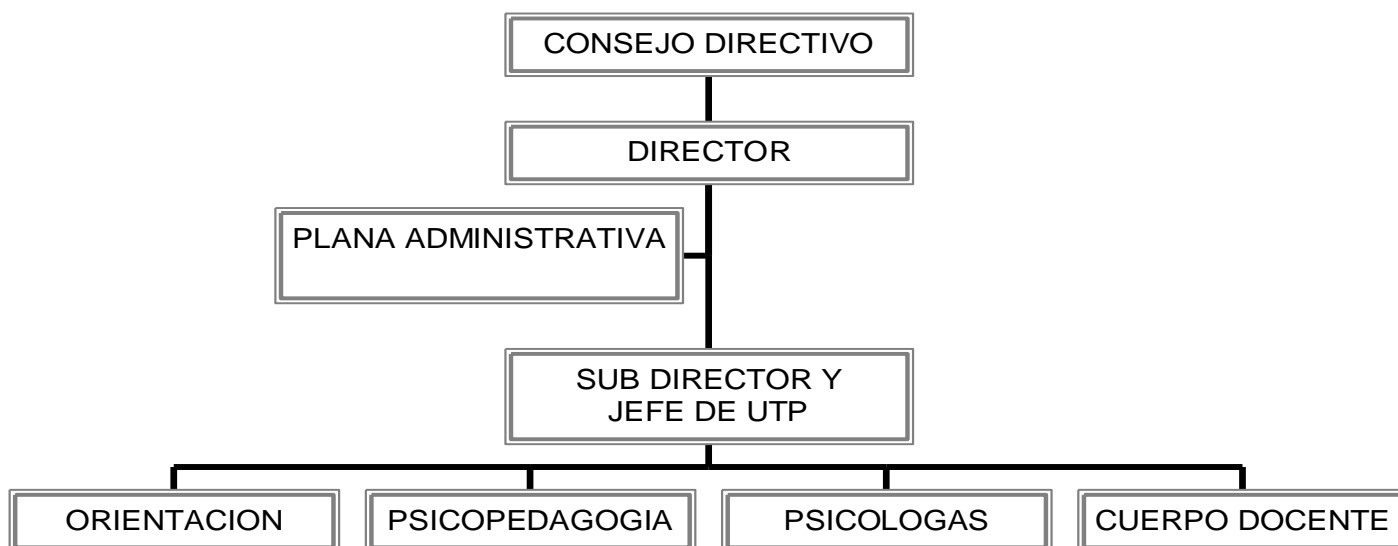 CONSEJO DIRECTIVO
DIRECTOR
PLANA ADMINISTRATIVA
SUB DIRECTOR Y
JEFE DE UTP
ORIENTACION
PSICOPEDAGOGIA
PSICOLOGAS
CUERPO DOCENTE